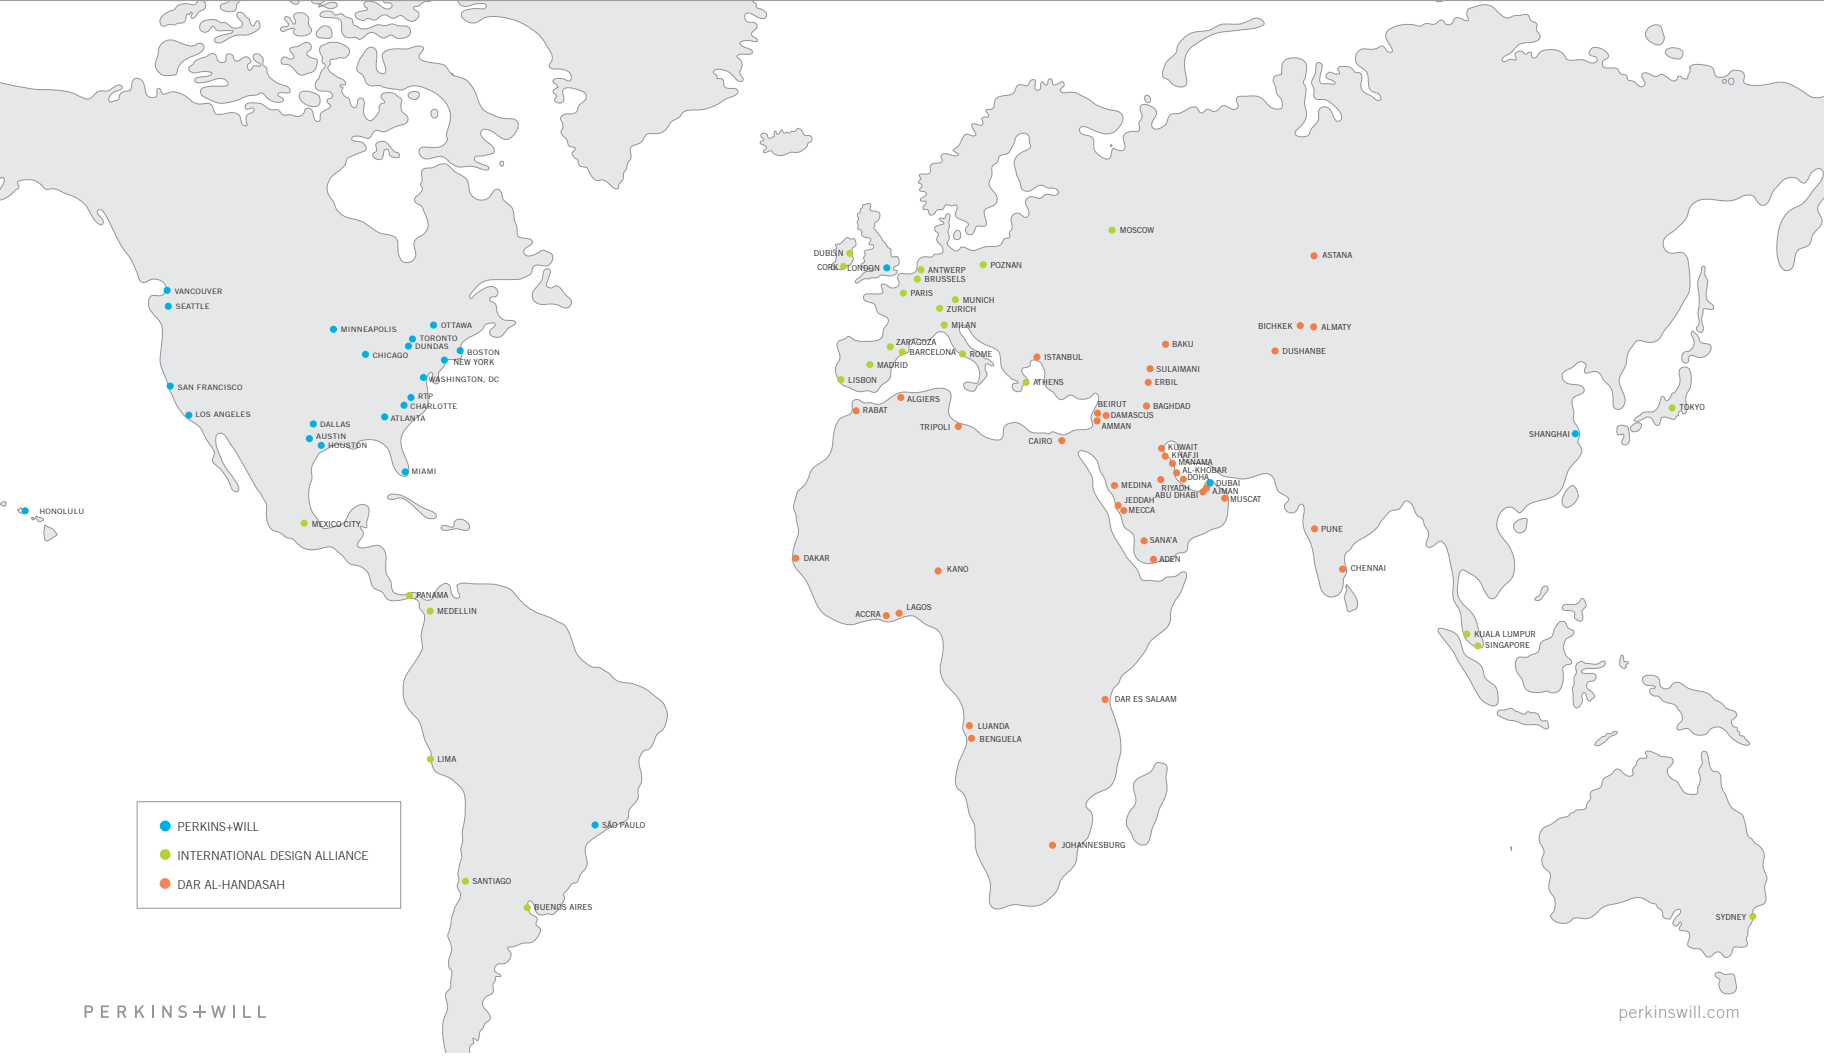 MOSCOW
DUBLIN
ASTANA
CORK
LONDON
POZNAN
ANTWERP
BRUSSELS
VANCOUVER
PARIS
MUNICH
SEATTLE
ZURICH
MINNEAPOLIS
OTTAWA
MILAN
BICHKEK
ALMATY
TORONTO
DUNDAS
ZARAGOZA
BAKU
CHICAGO
BOSTON
BARCELONA
ROME
DUSHANBE
NEW YORK
MADRID
ISTANBUL
SULAIMANI
WASHINGTON, DC
LISBON
ATHENS
ERBIL
SAN FRANCISCO
RTP
ALGIERS
CHARLOTTE
BEIRUT
BAGHDAD
TOKYO
LOS ANGELES
ATLANTA
RABAT
DAMASCUS
DALLAS
TRIPOLI
AMMAN
AUSTIN
SHANGHAI
HOUSTON
CAIRO
KUWAIT
KHAFJI
MANAMA
MIAMI
AL-KHOBAR
DOHA
MEDINA
RIYADH
DUBAI
ABU DHABI
AJMAN
JEDDAH
MUSCAT
HONOLULU
MECCA
MEXICO CITY
PUNE
SANA'A
DAKAR
ADEN
KANO
CHENNAI
PANAMA
MEDELLIN
ACCRA
LAGOS
KUALA LUMPUR
SINGAPORE
DAR ES SALAAM
LUANDA
BENGUELA
LIMA
SÃO PAULO
JOHANNESBURG
PERKINS+WILL
INTERNATIONAL DESIGN ALLIANCE
DAR AL-HANDASAH
SANTIAGO
BUENOS AIRES
SYDNEY
PERKINS+WILL
perkinswill.com